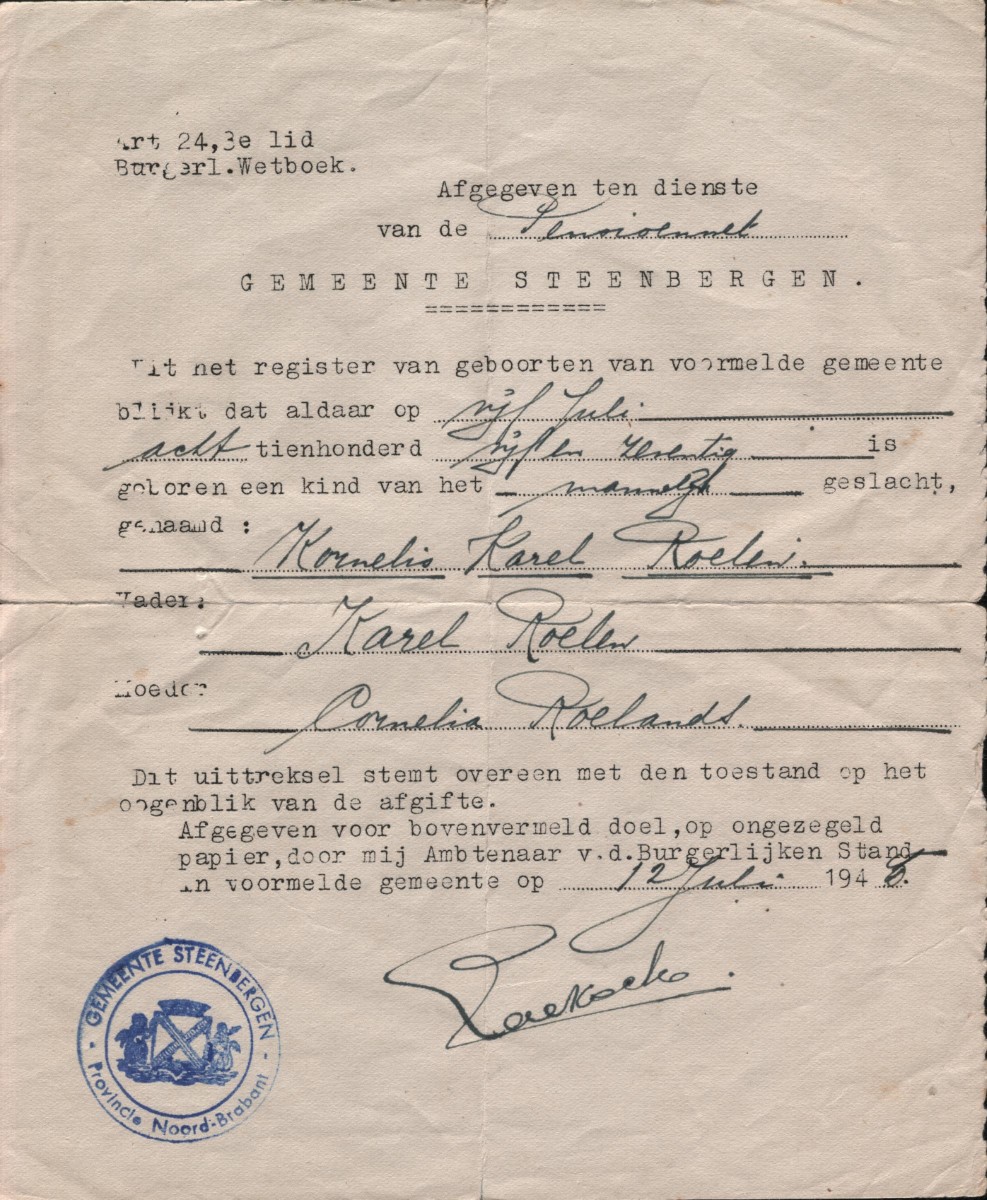 Art 24,3e lid
Burgerl.Wetboek.
Afgegeven ten dienste
van de Pensioenwet
GEMEENTE STEENBERGEN.
============
Uit het register van geboorten van voormelde gemeente
blijkt dat aldaar op vijf Juli
acht tienhonderd vijf en zeventig is
geboren een kind van het mannelijk geslacht,
genaamd :
Kornelis Karel Roelen.
Vader:
Karel Roelen
Moeder
Cornelia Roelands.
Dit uittreksel stemt overeen met den toestand op het
oogenblik van de afgifte.
Afgegeven voor bovenvermeld doel,op ongezegeld
papier,door mij Ambtenaar v.d.Burgerlijken Stand
in voormelde gemeente op 12 Juli 194
GEMEENTE STEENBERGEN
- Provincie Noord-Brabant -